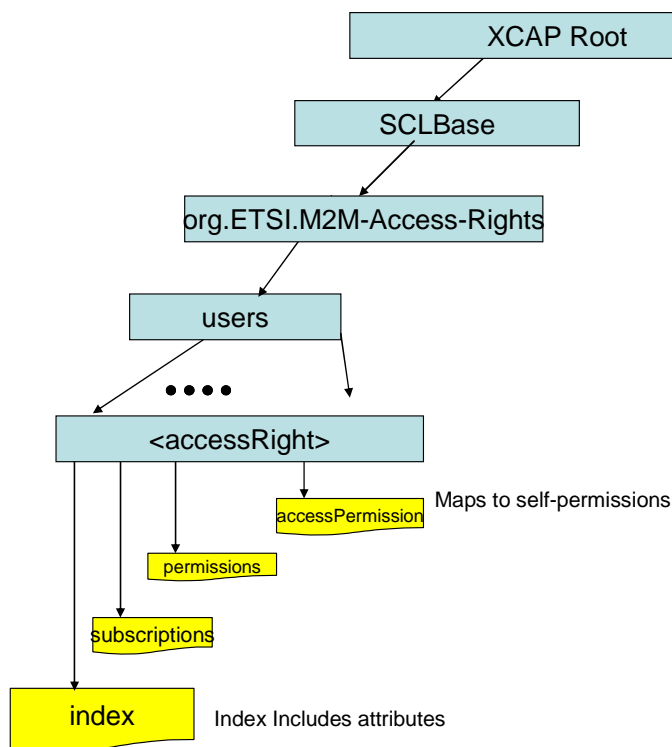 XCAP Root
SCLBase
org.ETSI.M2M-Access-Rights
users
<accessRight>
accessPermission
Maps to self-permissions
permissions
subscriptions
index
Index Includes attributes